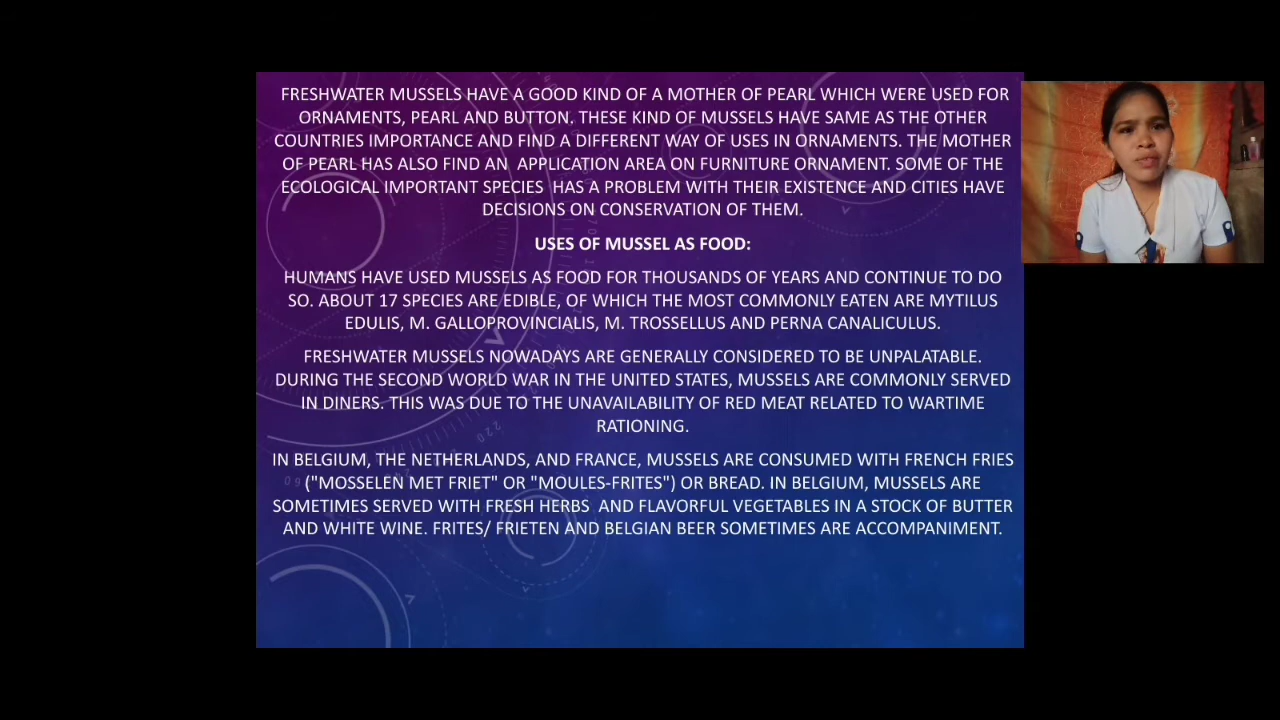 FRESHWATER MUSSELS HAVE A GOOD KIND OF A MOTHER OF PEARL WHICH WERE USED FOR
ORNAMENTS, PEARL AND BUTTON. THESE KIND OF MUSSELS HAVE SAME AS THE OTHER
COUNTRIES IMPORTANCE AND FIND A DIFFERENT WAY OF USES IN ORNAMENTS. THE MOTHER
OF PEARL HAS ALSO FIND AN APPLICATION AREA ON FURNITURE ORNAMENT. SOME OF THE
ECOLOGICAL IMPORTANT SPECIES HAS A PROBLEM WITH THEIR EXISTENCE AND CITIES HAVE
DECISIONS ON CONSERVATION OF THEM.
USES OF MUSSEL AS FOOD:
HUMANS HAVE USED MUSSELS AS FOOD FOR THOUSANDS OF YEARS AND CONTINUE TO DO
SO. ABOUT 17 SPECIES ARE EDIBLE, OF WHICH THE MOST COMMONLY EATEN ARE MYTILUS
EDULIS, M. GALLOPROVINCIALIS, M. TROSSELLUS AND PERNA CANALICULUS.
FRESHWATER MUSSELS NOWADAYS ARE GENERALLY CONSIDERED TO BE UNPALATABLE.
DURING THE SECOND WORLD WAR IN THE UNITED STATES, MUSSELS ARE COMMONLY SERVED
IN DINERS. THIS WAS DUE TO THE UNAVAILABILITY OF RED MEAT RELATED TO WARTIME
RATIONING.
IN BELGIUM, THE NETHERLANDS, AND FRANCE, MUSSELS ARE CONSUMED WITH FRENCH FRIES
("MOSSELEN MET FRIET" OR "MOULES-FRITES") OR BREAD. IN BELGIUM, MUSSELS ARE
SOMETIMES SERVED WITH FRESH HERBS AND FLAVORFUL VEGETABLES IN A STOCK OF BUTTER
AND WHITE WINE. FRITES/ FRIETEN AND BELGIAN BEER SOMETIMES ARE ACCOMPANIMENT.
220